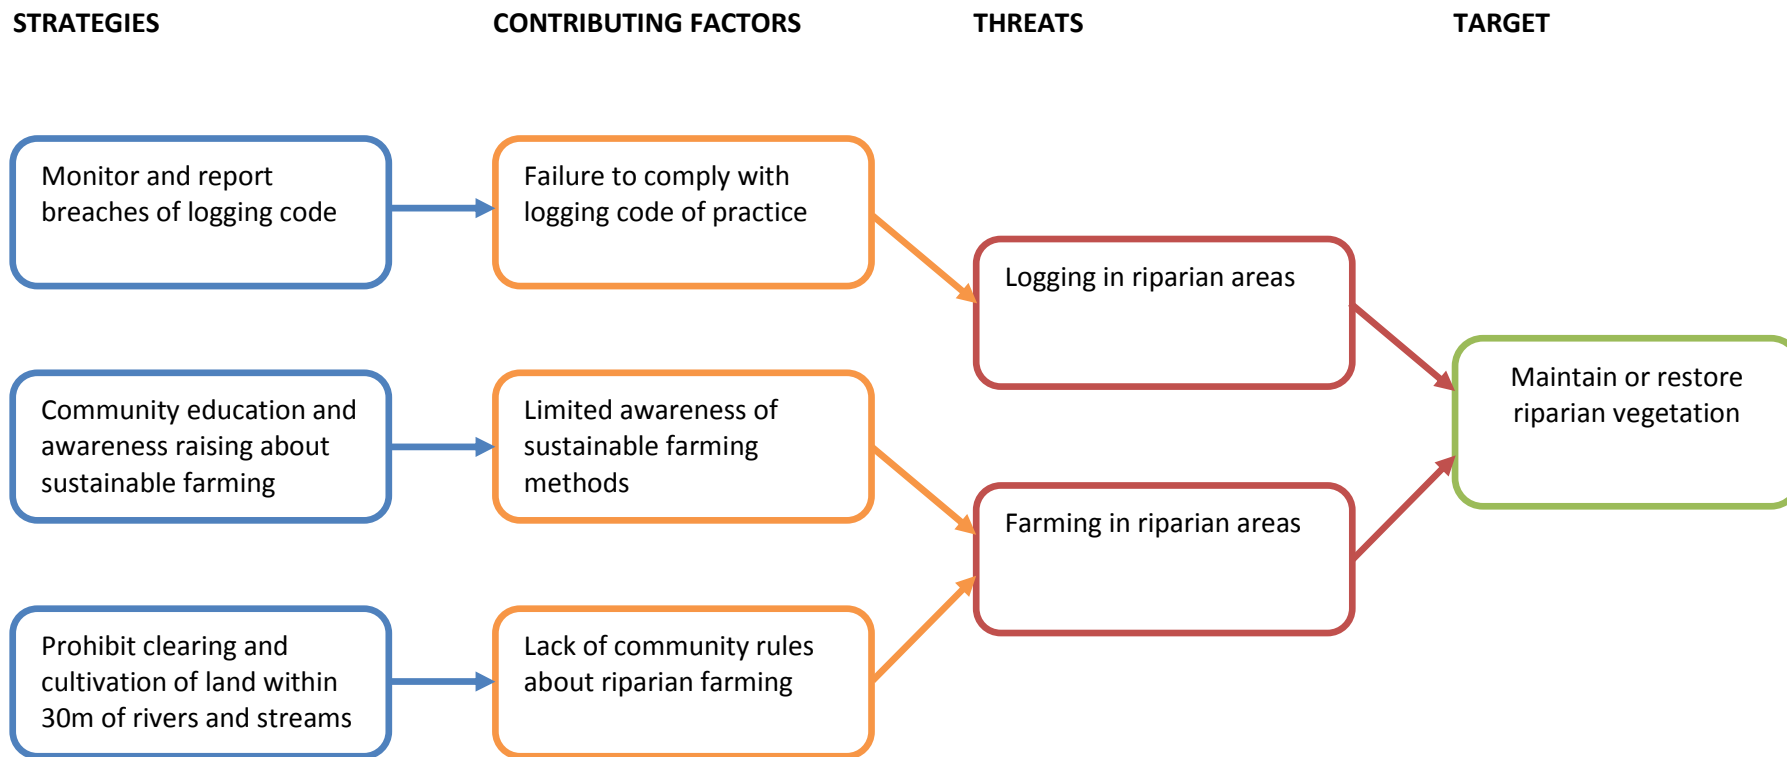 STRATEGIES
CONTRIBUTING FACTORS
THREATS
TARGET
Monitor and report
breaches of logging code
Failure to comply with
logging code of practice
Logging in riparian areas
Maintain or restore
riparian vegetation
Community education and
awareness raising about
sustainable farming
Limited awareness of
sustainable farming
methods
Farming in riparian areas
Prohibit clearing and
cultivation of land within
30m of rivers and streams
Lack of community rules
about riparian farming